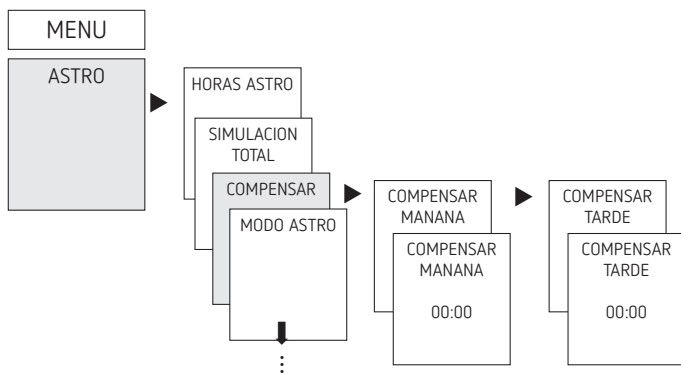 MENU
ASTRO
HORAS ASTRO
SIMULACION
TOTAL
COMPENSAR
MODO ASTRO
COMPENSAR
MANANA
COMPENSAR
MANANA
00:00
COMPENSAR
TARDE
COMPENSAR
TARDE
00:00